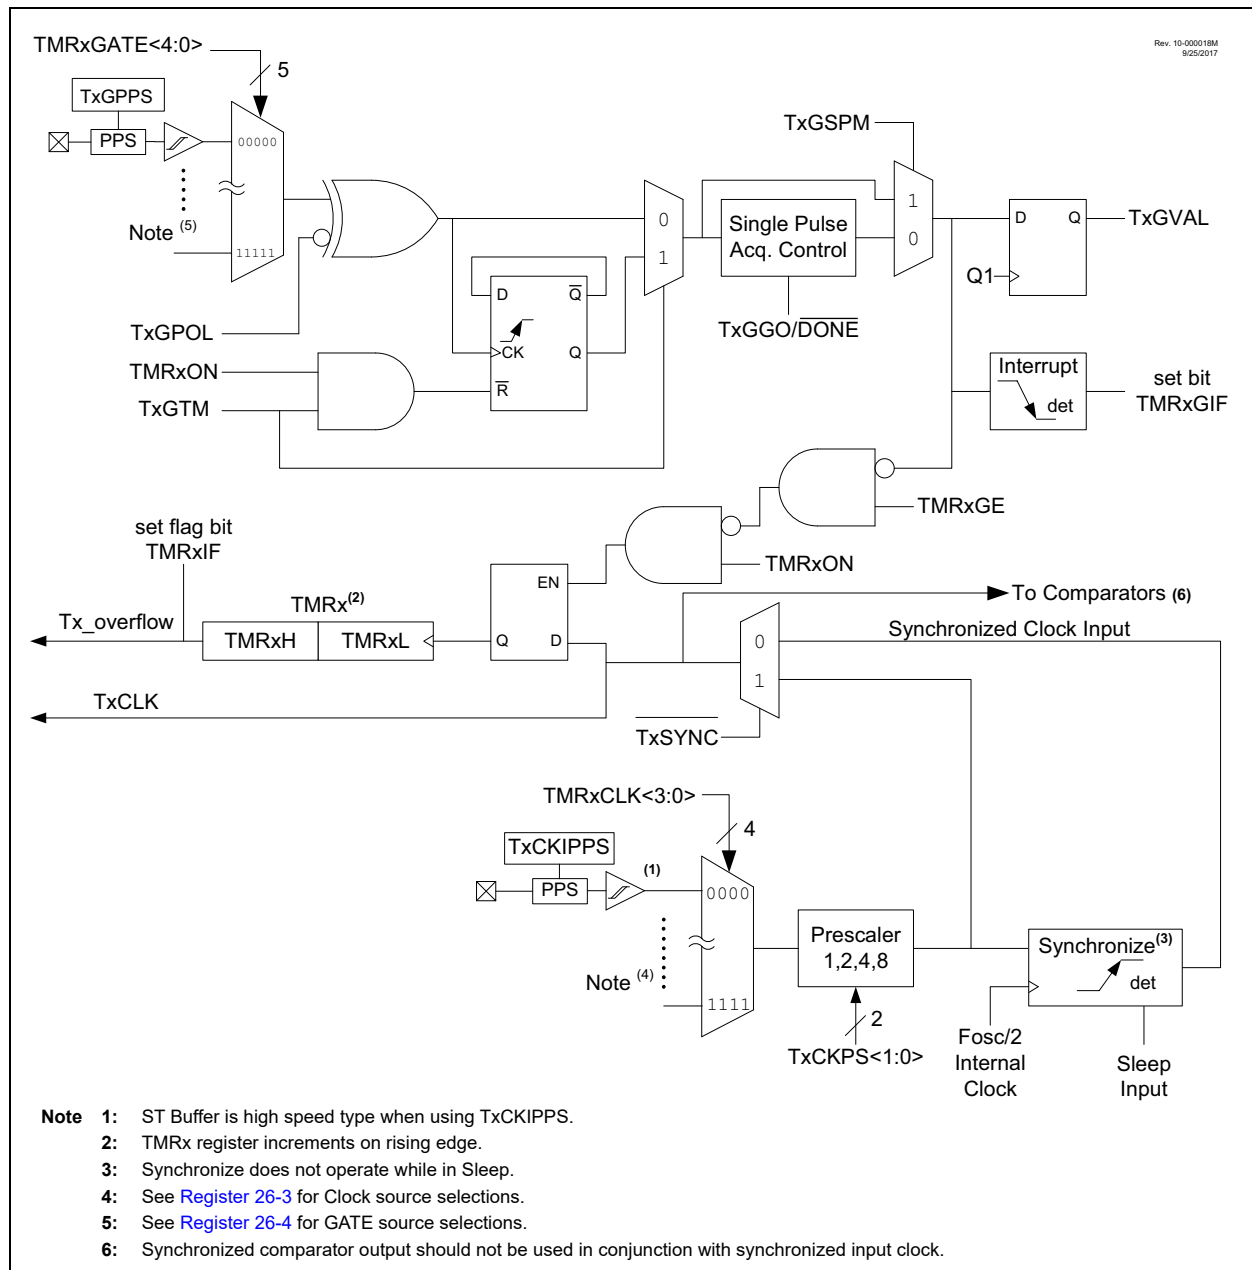 TMRxGATE<4:0>
Rev. 10-000018M
9/25/2017
5
TxGPPS
PPS
00000
Note (5)
11111
TxGPOL
TMRxON
TxGTM
D
Q
CK
Q
R
0
1
Single Pulse
Acq. Control
TxGGO/DONE
TxGSPM
1
0
D
Q
Q1
TxGVAL
Interrupt
det
set bit
TMRxGIF
TMRxGE
TMRxON
set flag bit
TMRxIF
Tx_overflow
TMRx(2)
TMRxH
TMRxL
EN
Q
D
To Comparators (6)
Synchronized Clock Input
0
1
TxSYNC
TxCLK
TMRxCLK<3:0>
4
TxCKIPPS
PPS
(1)
0000
Note (4)
1111
Prescaler
1,2,4,8
2
TxCKPS<1:0>
Synchronize(3)
det
Fosc/2
Internal
Clock
Sleep
Input
Note 1: ST Buffer is high speed type when using TxCKIPPS.
2: TMRx register increments on rising edge.
3: Synchronize does not operate while in Sleep.
4: See Register 26-3 for Clock source selections.
5: See Register 26-4 for GATE source selections.
6: Synchronized comparator output should not be used in conjunction with synchronized input clock.